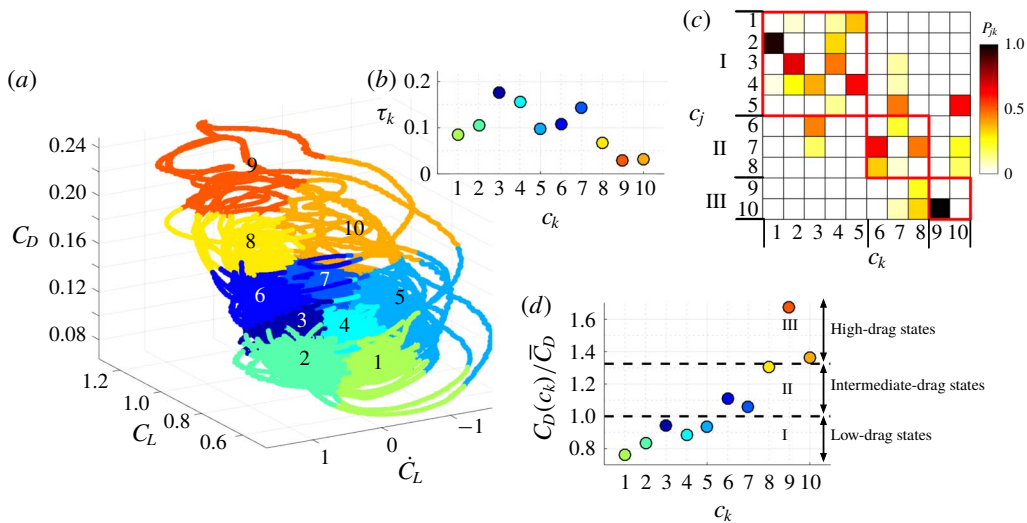 (a)
0.24
0.20
C_D 0.16
0.12
0.08
1.2
1.0
0.8
0.6
C_L
1
0
−1
Ċ_L
9
10
8
7
6
5
3
4
2
1
(b)
0.2
τ_k 0.1
0
1 2 3 4 5 6 7 8 9 10
c_k
(c)
P_jk
1.0
0.5
0
I
II
III
c_j
1
2
3
4
5
6
7
8
9
10
1 2 3 4 5 6 7 8 9 10
c_k
(d)
C_D(c_k)/C̅_D
1.6
1.4
1.2
1.0
0.8
III
II
I
High-drag states
Intermediate-drag states
Low-drag states
1 2 3 4 5 6 7 8 9 10
c_k